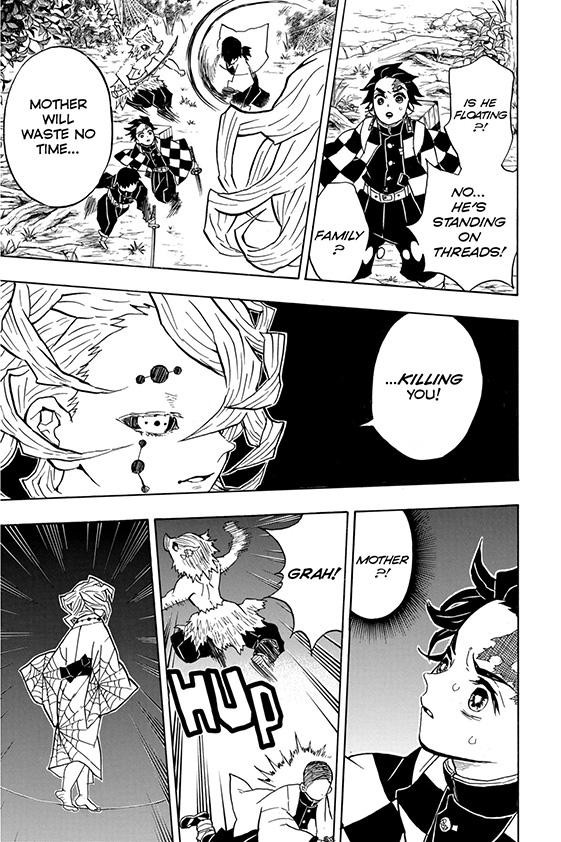 IS HE
FLOATING
?!
NO...
HE'S
STANDING
ON
THREADS!
FAMILY
?
MOTHER
WILL
WASTE NO
TIME...
...KILLING
YOU!
MOTHER
?!
GRAH!
HUP